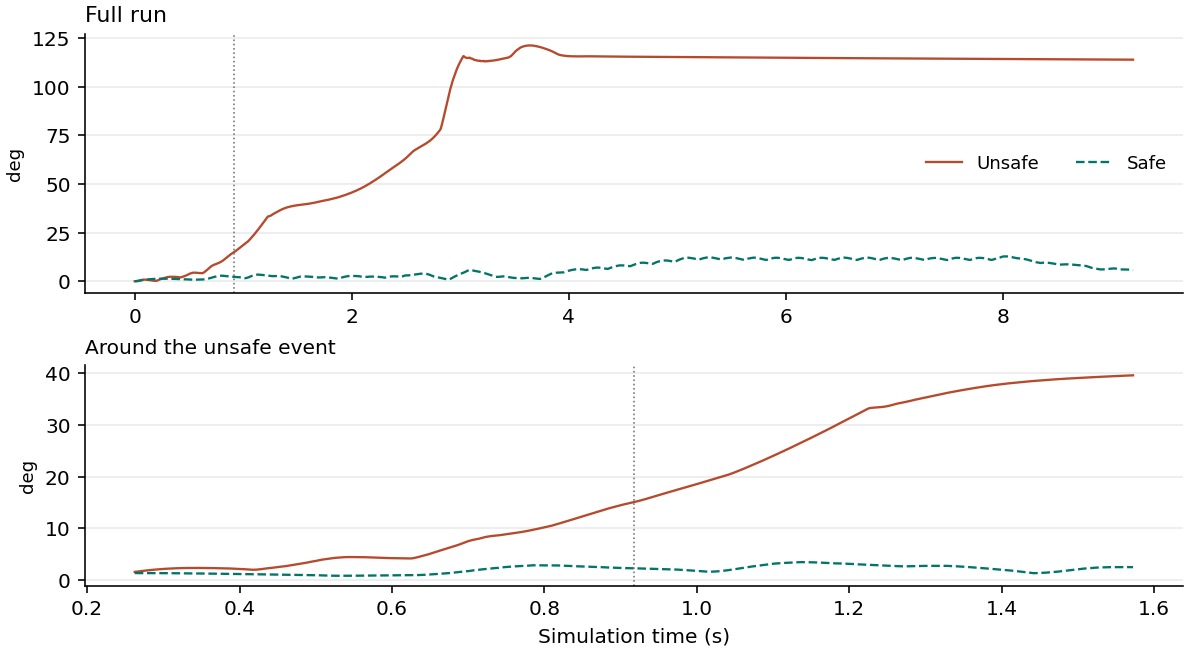 Full run
125
100
75
50
25
0
deg
Unsafe Safe
0 2 4 6 8
Around the unsafe event
40
30
20
10
0
deg
0.2 0.4 0.6 0.8 1.0 1.2 1.4 1.6
Simulation time (s)